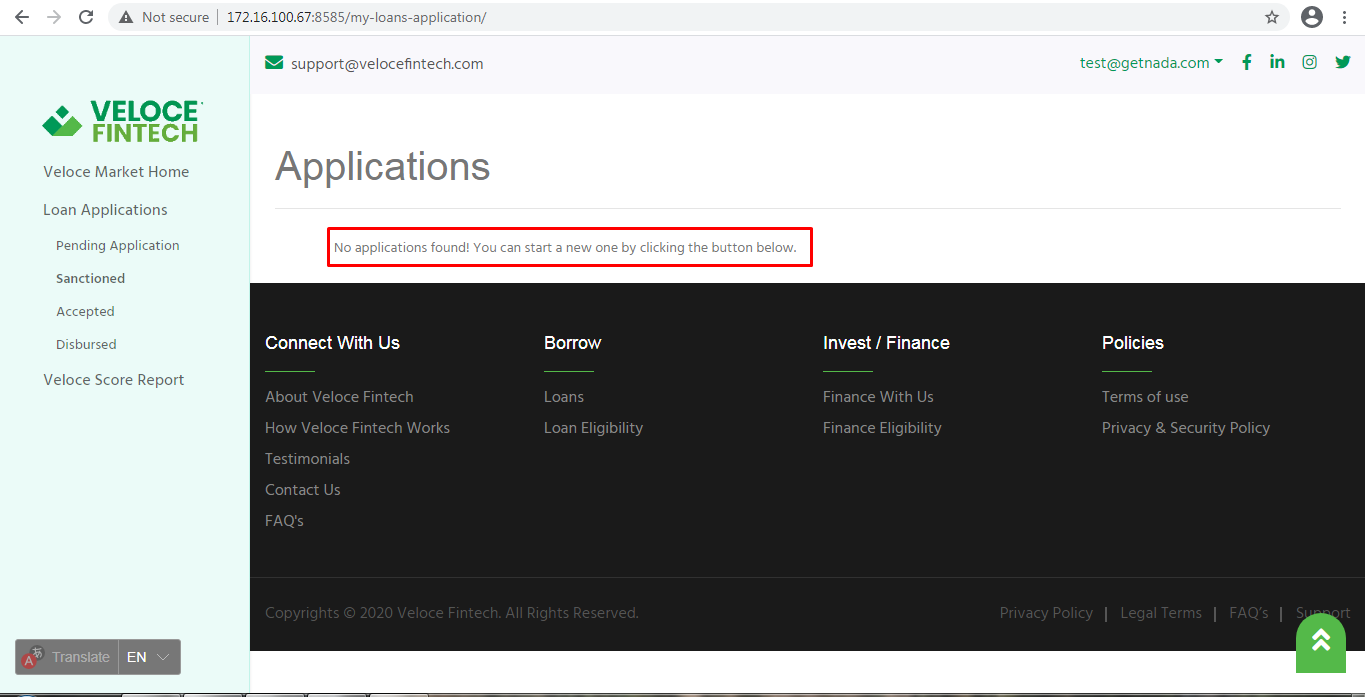 Not secure | 172.16.100.67:8585/my-loans-application/
support@velocefintech.com
test@getnada.com
VELOCE
FINTECH
Veloce Market Home
Loan Applications
Pending Application
Sanctioned
Accepted
Disbursed
Veloce Score Report
Applications
No applications found! You can start a new one by clicking the button below.
Connect With Us
About Veloce Fintech
How Veloce Fintech Works
Testimonials
Contact Us
FAQ's
Borrow
Loans
Loan Eligibility
Invest / Finance
Finance With Us
Finance Eligibility
Policies
Terms of use
Privacy & Security Policy
Copyrights © 2020 Veloce Fintech. All Rights Reserved.
Privacy Policy | Legal Terms | FAQ’s | Support
Translate EN